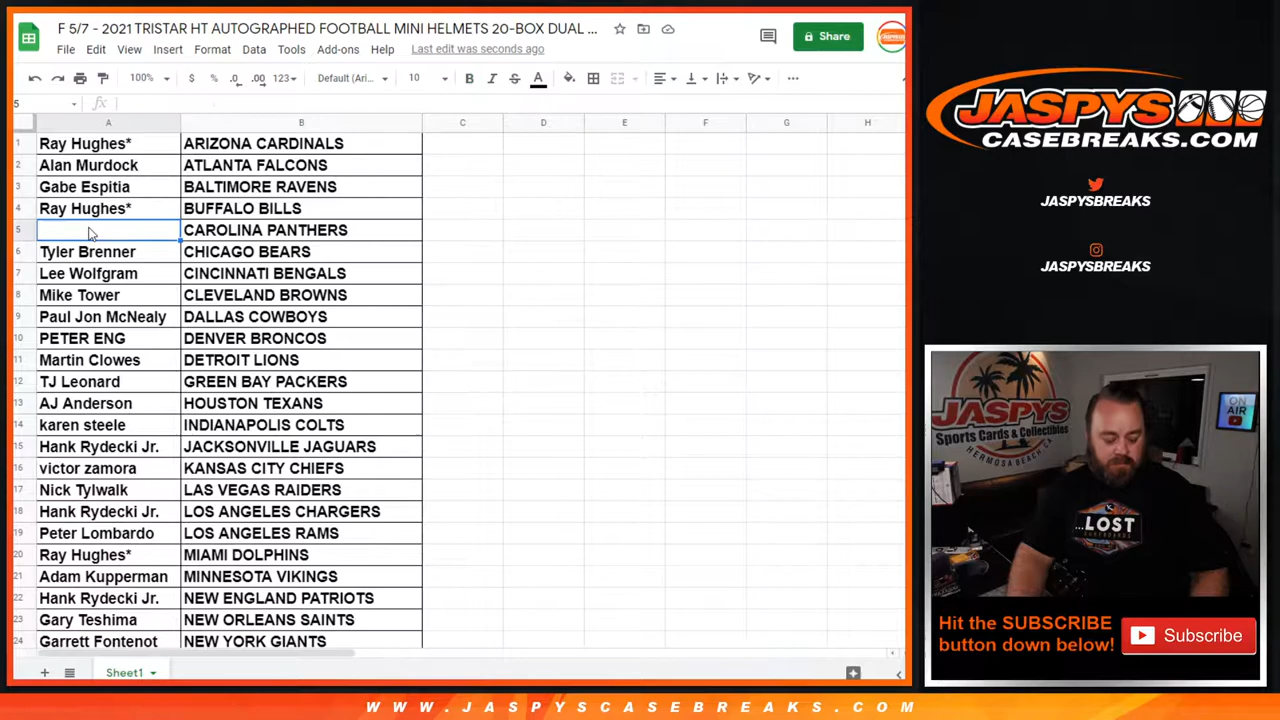 F 5/7 - 2021 TRISTAR HT AUTOGRAPHED FOOTBALL MINI HELMETS 20-BOX DUAL ...
File Edit View Insert Format Data Tools Add-ons Help Last edit was seconds ago
Share
100% $ % .0 .00 123 Default (Ari... 10 B I S A
5 fx
A B C D E F G H
1 Ray Hughes* ARIZONA CARDINALS
2 Alan Murdock ATLANTA FALCONS
3 Gabe Espitia BALTIMORE RAVENS
4 Ray Hughes* BUFFALO BILLS
5 CAROLINA PANTHERS
6 Tyler Brenner CHICAGO BEARS
7 Lee Wolfgram CINCINNATI BENGALS
8 Mike Tower CLEVELAND BROWNS
9 Paul Jon McNealy DALLAS COWBOYS
10 PETER ENG DENVER BRONCOS
11 Martin Clowes DETROIT LIONS
12 TJ Leonard GREEN BAY PACKERS
13 AJ Anderson HOUSTON TEXANS
14 karen steele INDIANAPOLIS COLTS
15 Hank Rydecki Jr. JACKSONVILLE JAGUARS
16 victor zamora KANSAS CITY CHIEFS
17 Nick Tylwalk LAS VEGAS RAIDERS
18 Hank Rydecki Jr. LOS ANGELES CHARGERS
19 Peter Lombardo LOS ANGELES RAMS
20 Ray Hughes* MIAMI DOLPHINS
21 Adam Kupperman MINNESOTA VIKINGS
22 Hank Rydecki Jr. NEW ENGLAND PATRIOTS
23 Gary Teshima NEW ORLEANS SAINTS
24 Garrett Fontenot NEW YORK GIANTS
Sheet1
JASPYS
CASEBREAKS.COM
JASPYSBREAKS
JASPYSBREAKS
JASPYS
Sports Cards & Collectibles
HERMOSA BEACH, CA
ON
AIR
...LOST
Hit the SUBSCRIBE
button down below!
Subscribe
WWW.JASPYSCASEBREAKS.COM